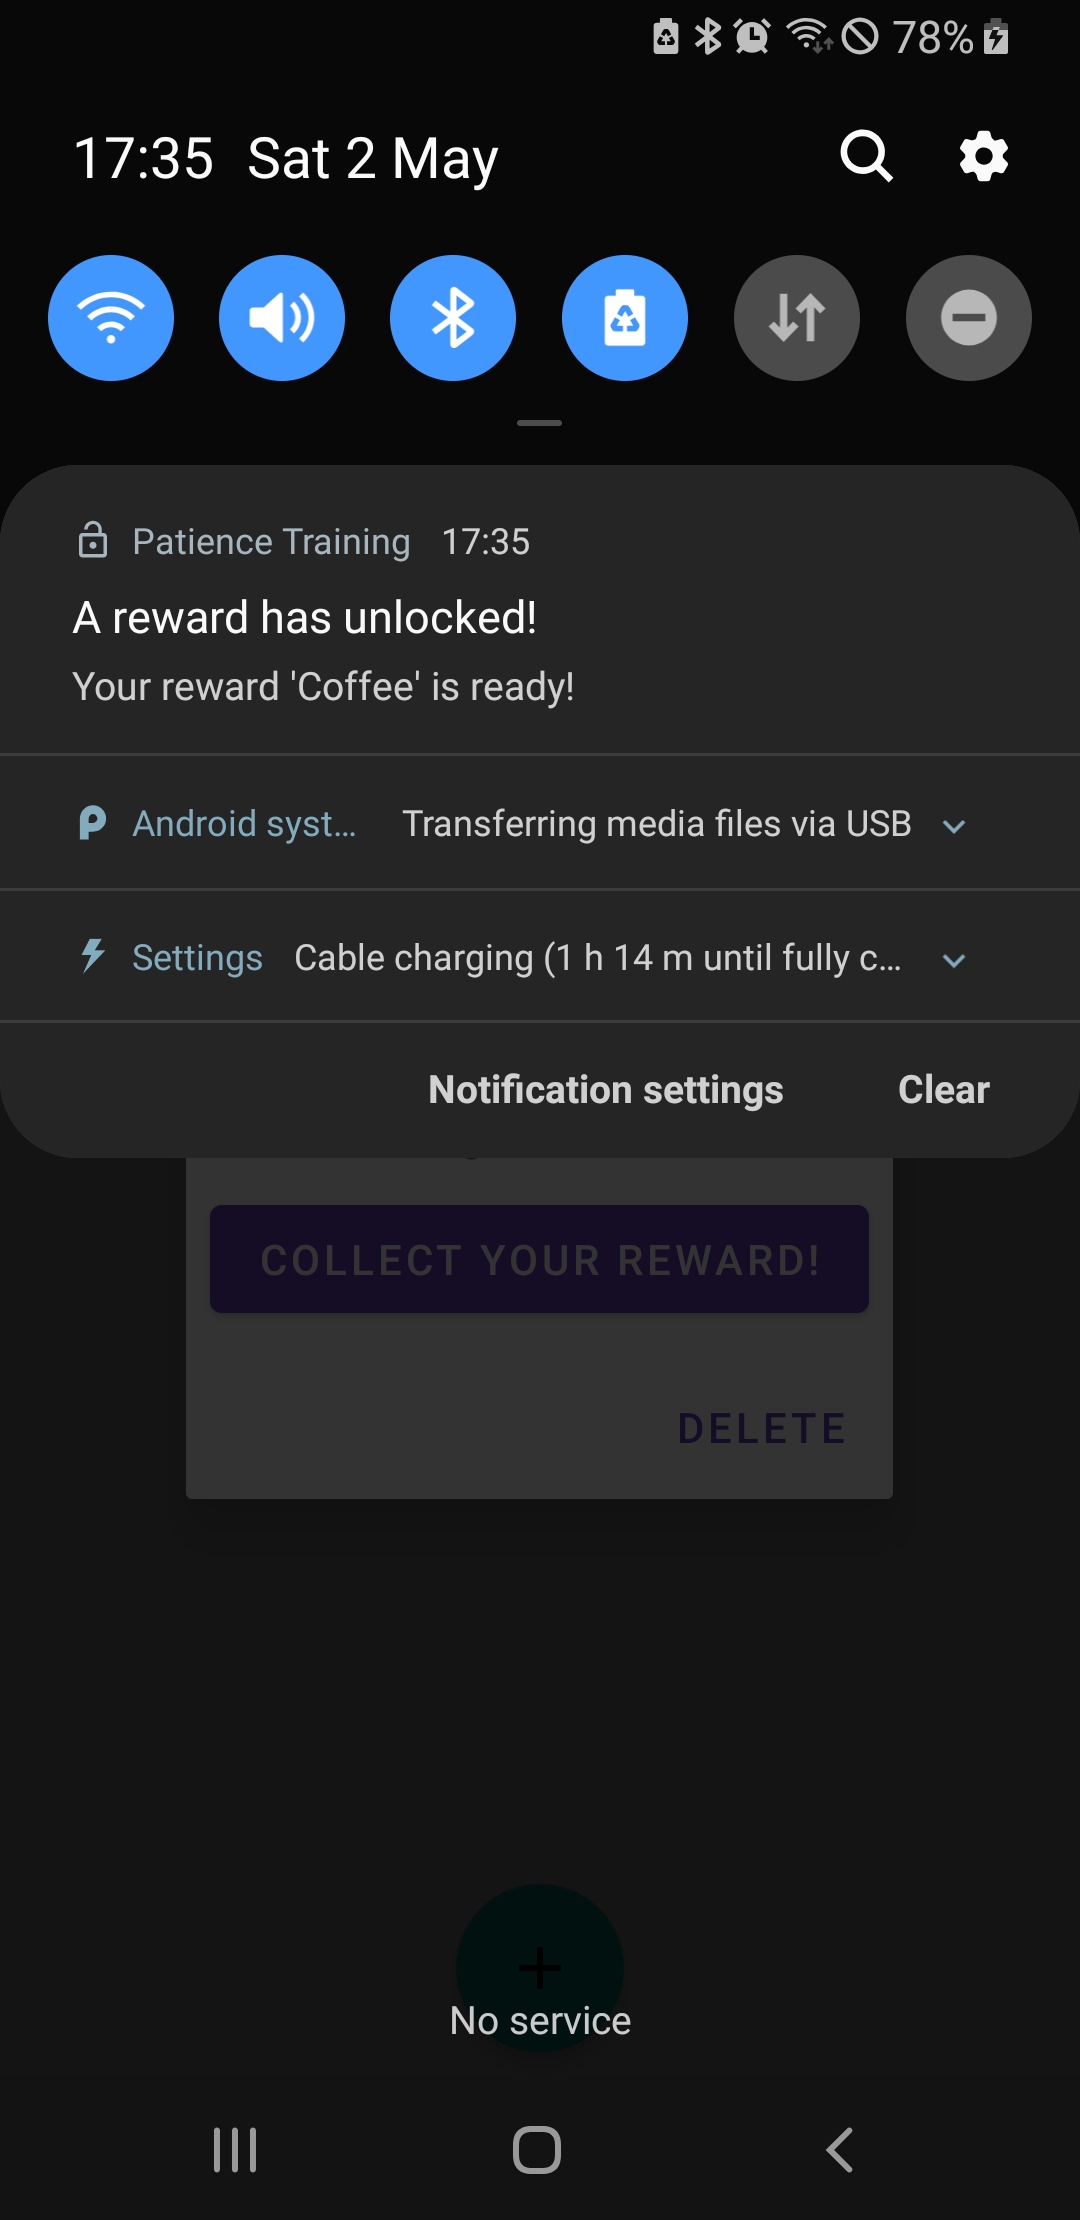 78%
17:35 Sat 2 May
Patience Training 17:35
A reward has unlocked!
Your reward 'Coffee' is ready!
Android syst... Transferring media files via USB
Settings Cable charging (1 h 14 m until fully c...
Notification settings Clear
COLLECT YOUR REWARD!
DELETE
No service